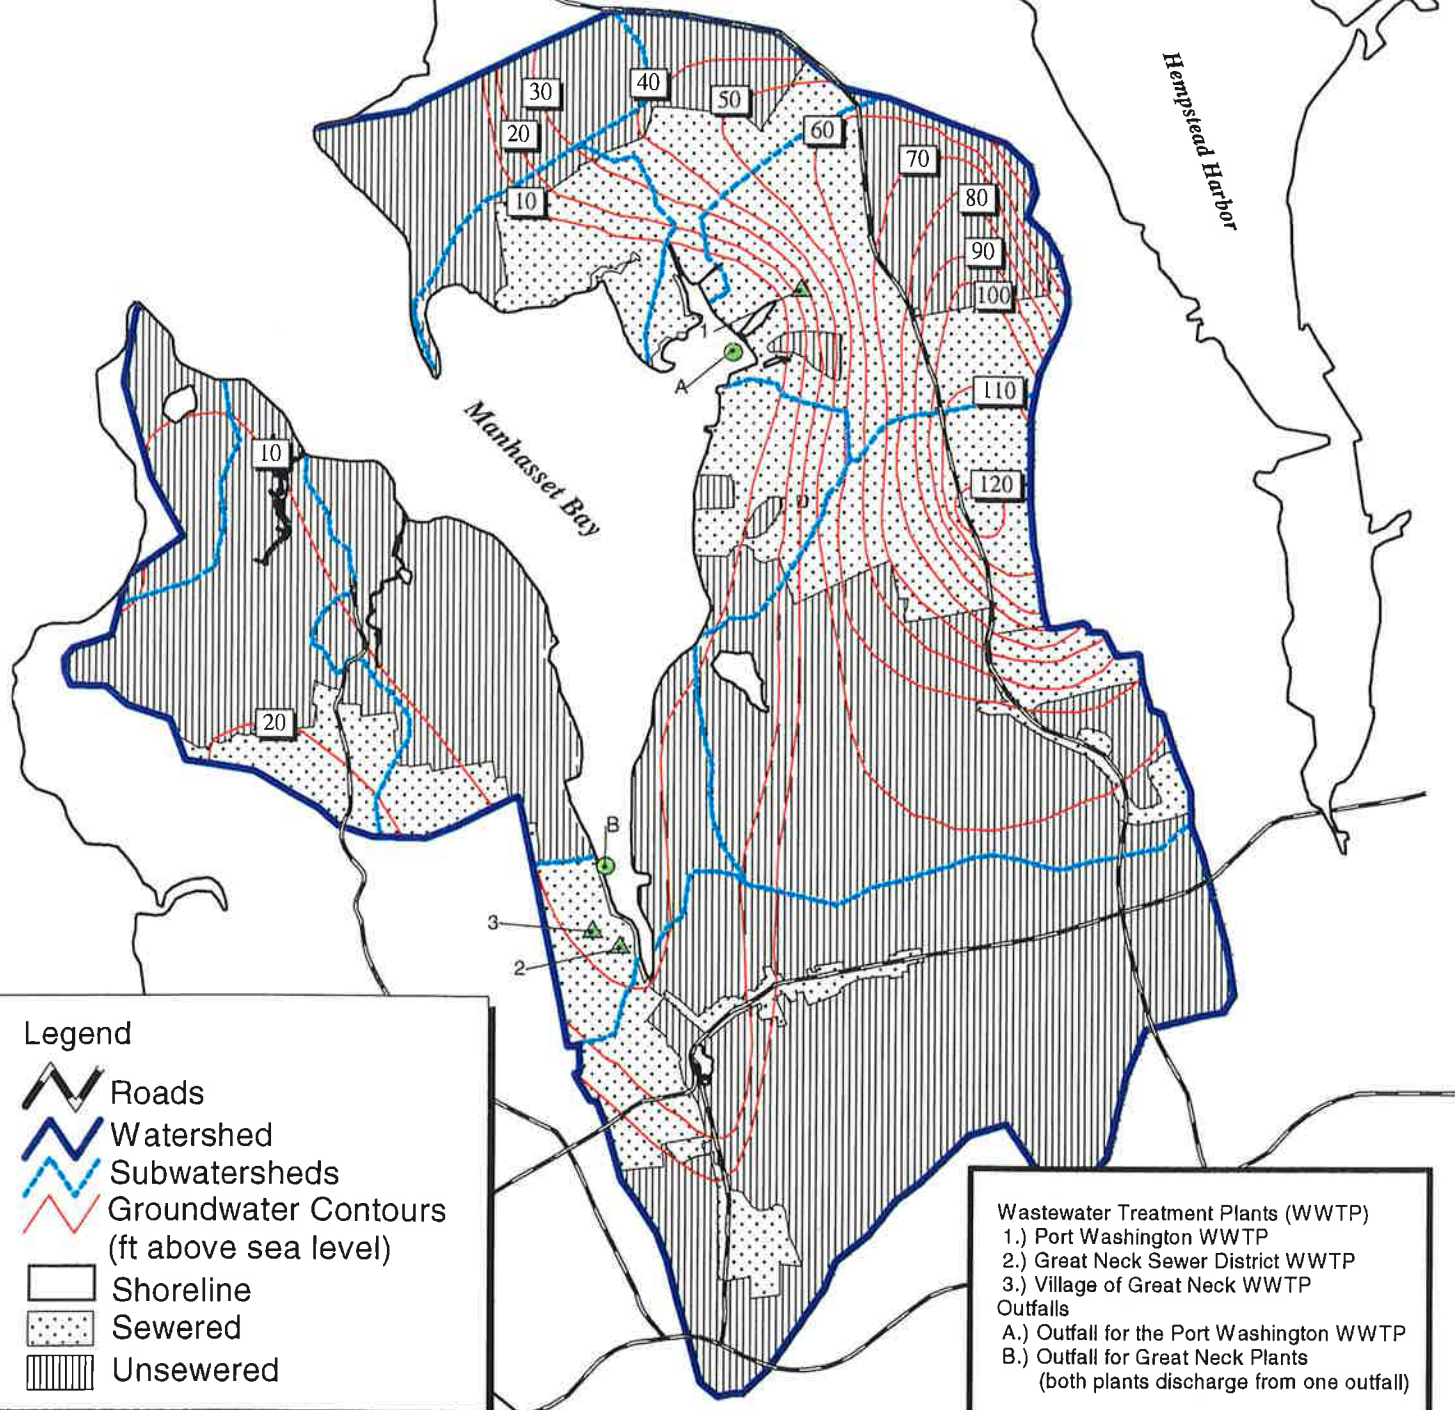 Hempstead Harbor
40
30
50
20
60
70
80
10
90
100
1
A
110
Manhasset Bay
10
120
D
20
B
3
2
Legend
Roads
Watershed
Subwatersheds
Groundwater Contours
(ft above sea level)
Shoreline
Sewered
Unsewered
Wastewater Treatment Plants (WWTP)
1.) Port Washington WWTP
2.) Great Neck Sewer District WWTP
3.) Village of Great Neck WWTP
Outfalls
A.) Outfall for the Port Washington WWTP
B.) Outfall for Great Neck Plants
(both plants discharge from one outfall)